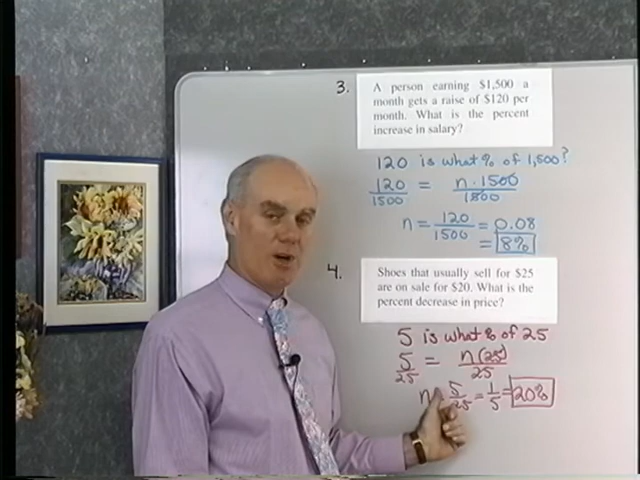 3.
A person earning $1,500 a
month gets a raise of $120 per
month. What is the percent
increase in salary?
120 is what % of 1,500?
120/1500 = n·1500/1500
n = 120/1500 = 0.08
= 8%
4.
Shoes that usually sell for $25
are on sale for $20. What is the
percent decrease in price?
5 is what % of 25
5/25 = n(25)/25
n 5/25 = 1/5 = 20%